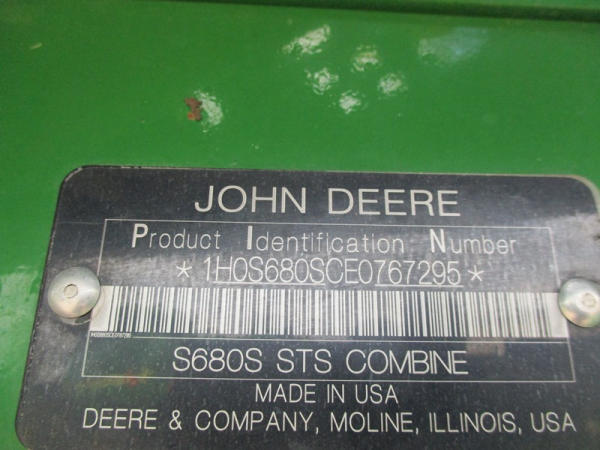 JOHN DEERE
Product Identification Number
*1H0S680SCE0767295*
S680S STS COMBINE
MADE IN USA
DEERE & COMPANY, MOLINE, ILLINOIS, USA